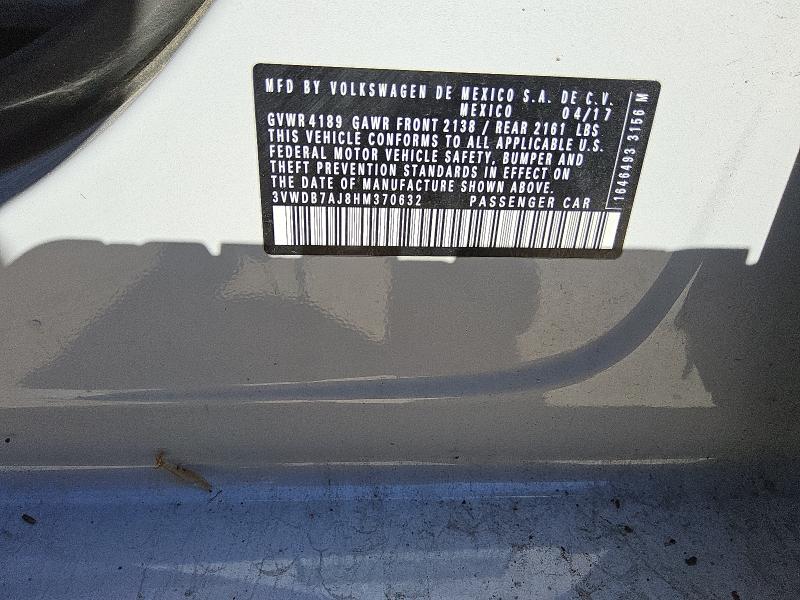 MFD BY VOLKSWAGEN DE MEXICO S.A. DE C.V.
MEXICO 04/17
GVWR 4189 GAWR FRONT 2138 / REAR 2161 LBS
THIS VEHICLE CONFORMS TO ALL APPLICABLE U.S.
FEDERAL MOTOR VEHICLE SAFETY, BUMPER AND
THEFT PREVENTION STANDARDS IN EFFECT ON
THE DATE OF MANUFACTURE SHOWN ABOVE.
3VWDB7AJ8HM370632 PASSENGER CAR
1646493 3156 M